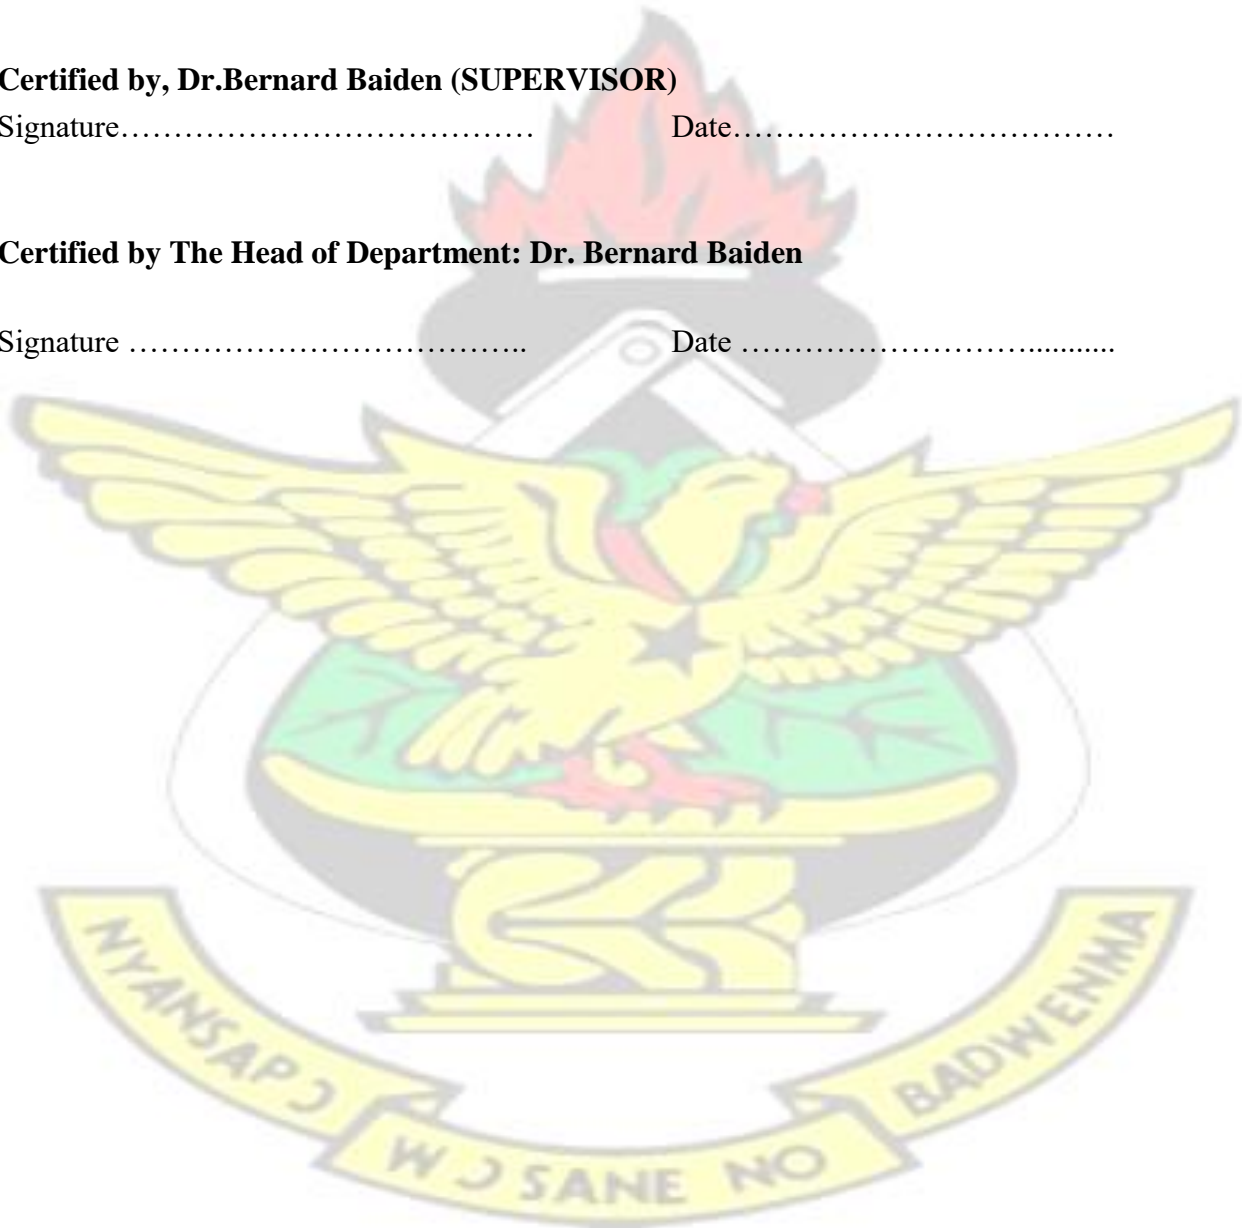 Certified by, Dr.Bernard Baiden (SUPERVISOR)
Signature………………………………… Date………………………………
Certified by The Head of Department: Dr. Bernard Baiden
Signature ……………………………….. Date ………………………...........
NYANSAPƆ WƆSANE NO BADWENMA